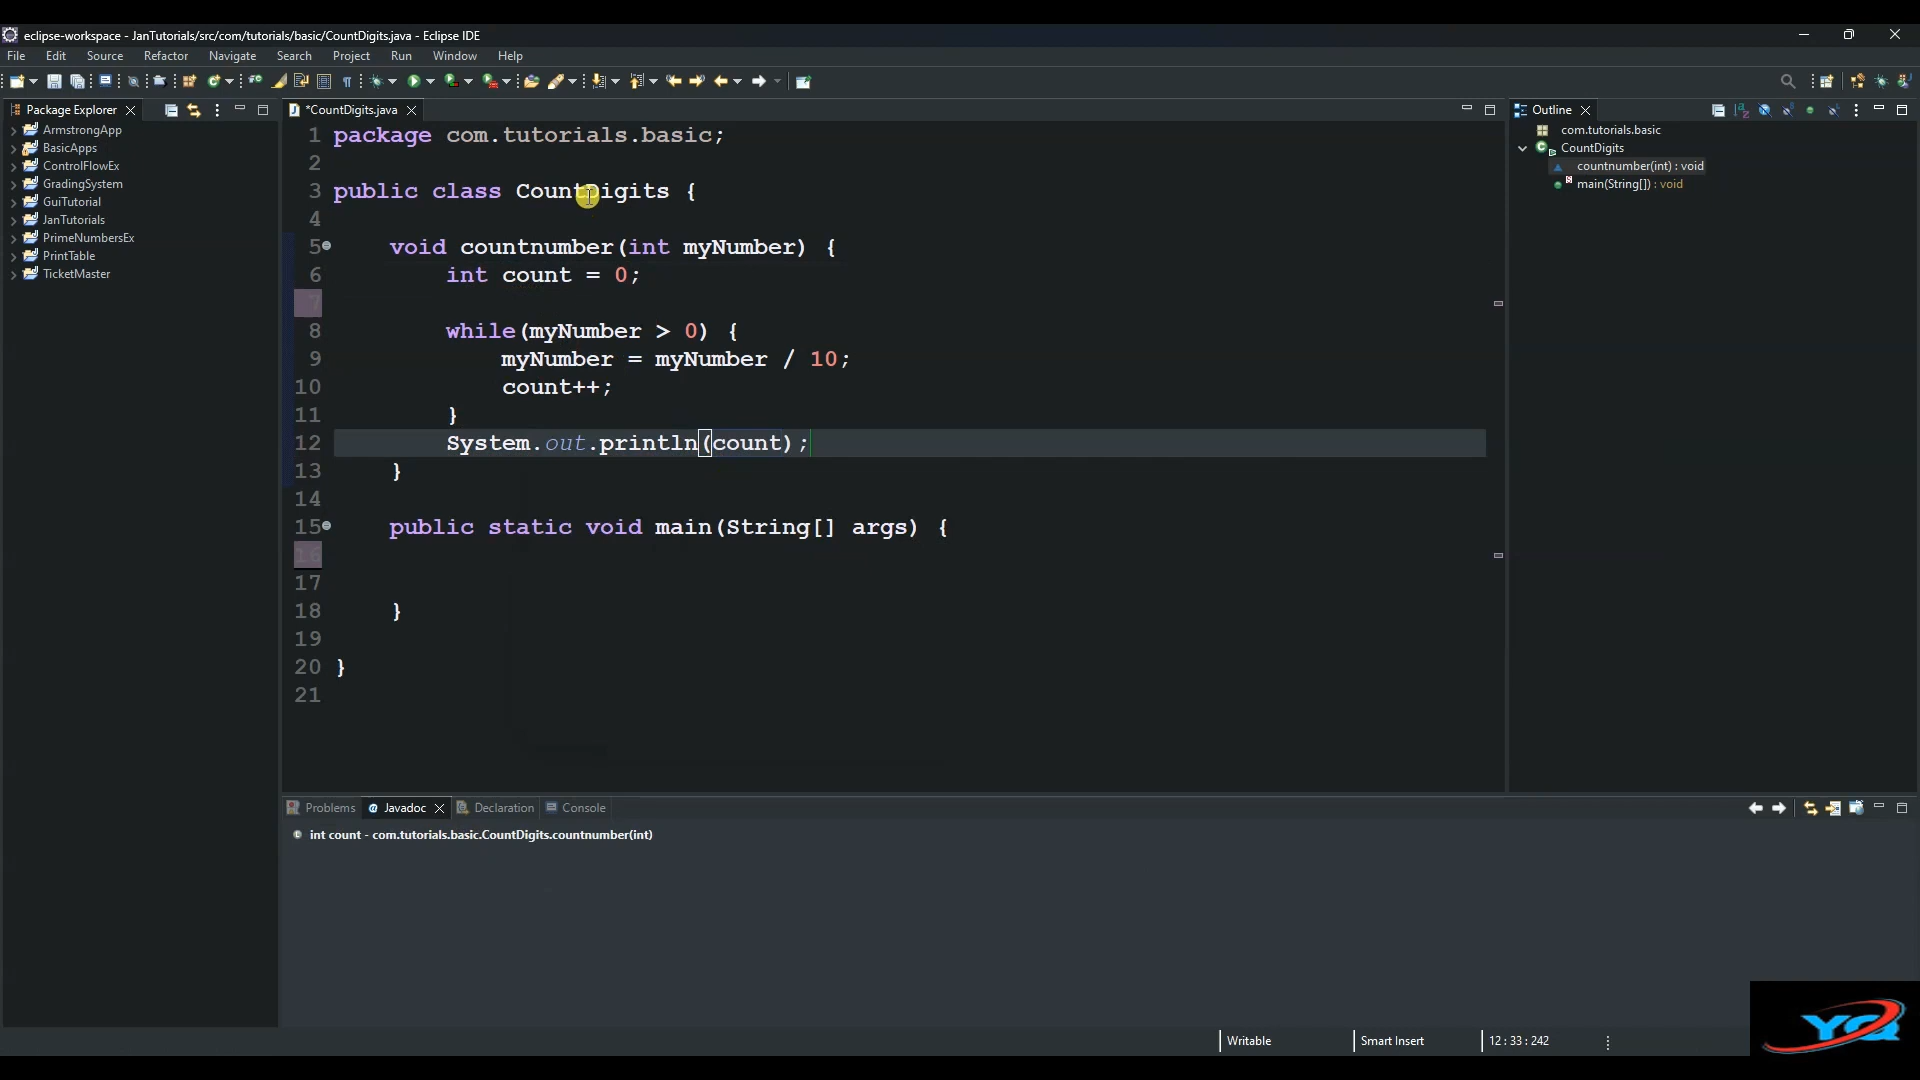 eclipse-workspace - JanTutorials/src/com/tutorials/basic/CountDigits.java - Eclipse IDE
File Edit Source Refactor Navigate Search Project Run Window Help
Package Explorer
ArmstrongApp
BasicApps
ControlFlowEx
GradingSystem
GuiTutorial
JanTutorials
PrimeNumbersEx
PrintTable
TicketMaster
*CountDigits.java
1 package com.tutorials.basic;
2
3 public class CountDigits {
4
5 void countnumber(int myNumber) {
6 int count = 0;
7
8 while(myNumber > 0) {
9 myNumber = myNumber / 10;
10 count++;
11 }
12 System.out.println(count);
13 }
14
15 public static void main(String[] args) {
16
17
18 }
19
20 }
21
Outline
com.tutorials.basic
CountDigits
countnumber(int) : void
main(String[]) : void
Problems Javadoc Declaration Console
int count - com.tutorials.basic.CountDigits.countnumber(int)
Writable Smart Insert 12 : 33 : 242
YQ